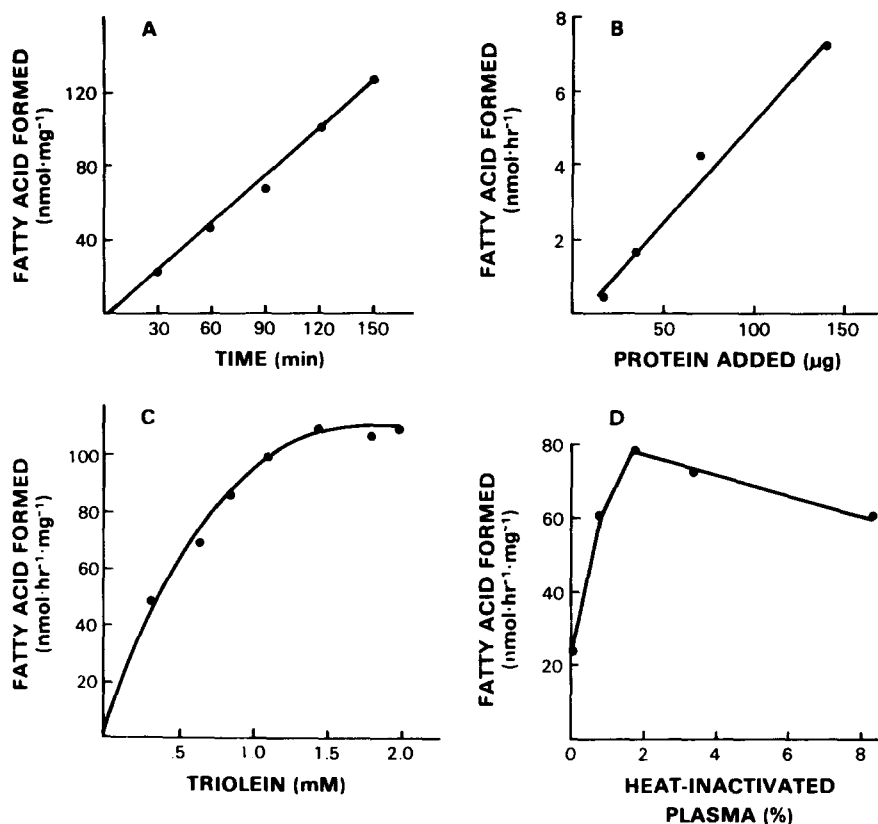 A
FATTY ACID FORMED
(nmol·mg⁻¹)
120
80
40
30 60 90 120 150
TIME (min)
B
FATTY ACID FORMED
(nmol·hr⁻¹)
8
6
4
2
50 100 150
PROTEIN ADDED (µg)
C
FATTY ACID FORMED
(nmol·hr⁻¹·mg⁻¹)
100
80
60
40
20
.5 1.0 1.5 2.0
TRIOLEIN (mM)
D
FATTY ACID FORMED
(nmol·hr⁻¹·mg⁻¹)
80
60
40
20
0 2 4 6 8
HEAT-INACTIVATED
PLASMA (%)